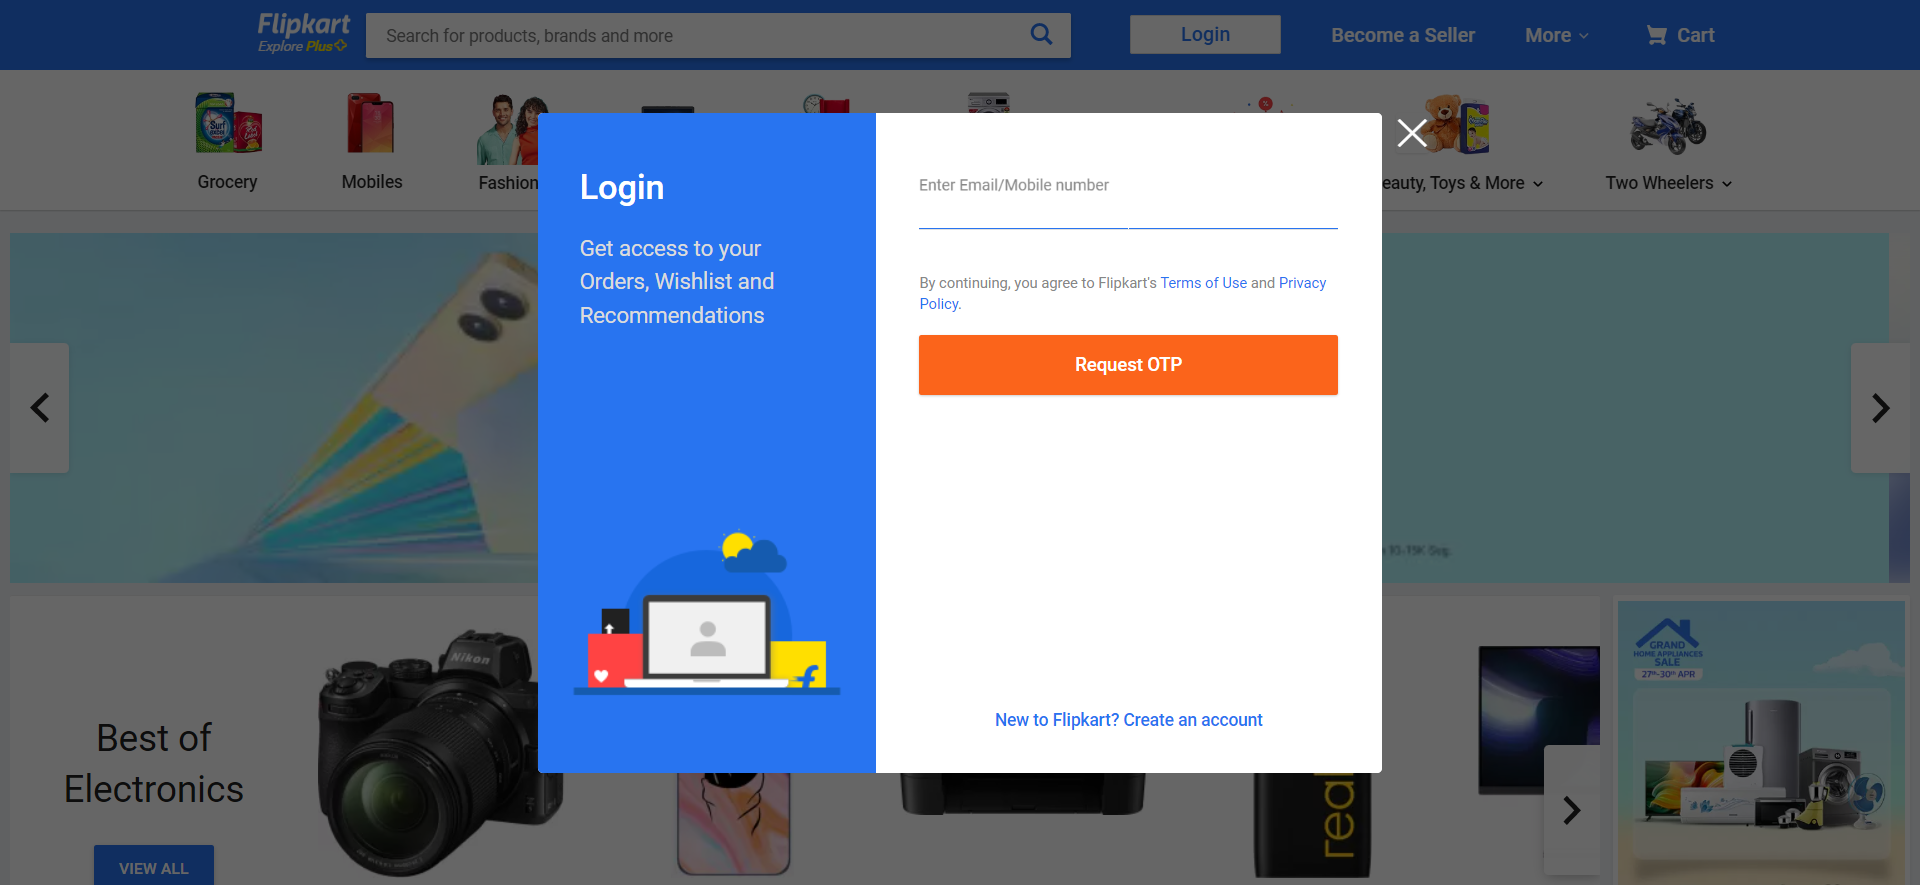 Flipkart
Explore Plus
Search for products, brands and more
Login
Become a Seller
More
Cart
Grocery
Mobiles
Fashion
eauty, Toys & More
Two Wheelers
Login
Get access to your
Orders, Wishlist and
Recommendations
Enter Email/Mobile number
By continuing, you agree to Flipkart's Terms of Use and Privacy
Policy.
Request OTP
New to Flipkart? Create an account
Best of
Electronics
VIEW ALL
Nikon
real
GRAND
HOME APPLIANCES
SALE
27th-30th APR